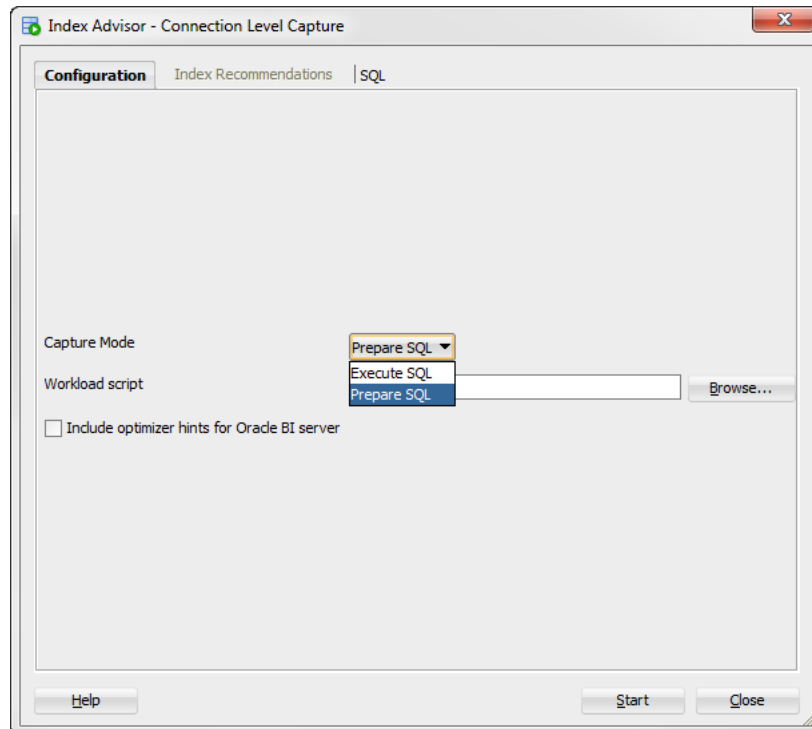 Index Advisor - Connection Level Capture
Configuration Index Recommendations SQL
Capture Mode Prepare SQL
Execute SQL
Workload script Prepare SQL Browse...
Include optimizer hints for Oracle BI server
Help Start Close